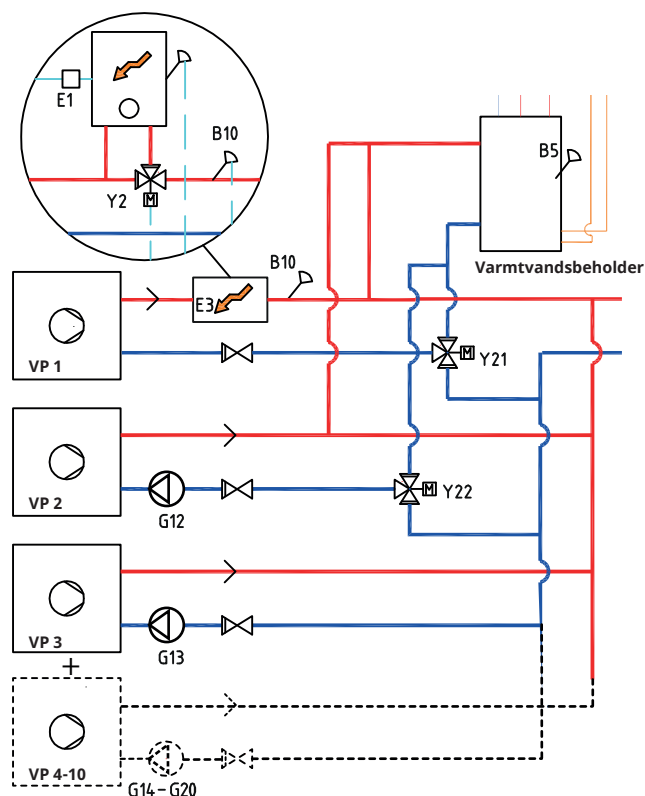 E1
B10
Y2
M
B5
Varmtvandsbeholder
B10
E3
VP 1
M
Y21
VP 2
G12
M
Y22
VP 3
G13
+
VP 4-10
G14-G20